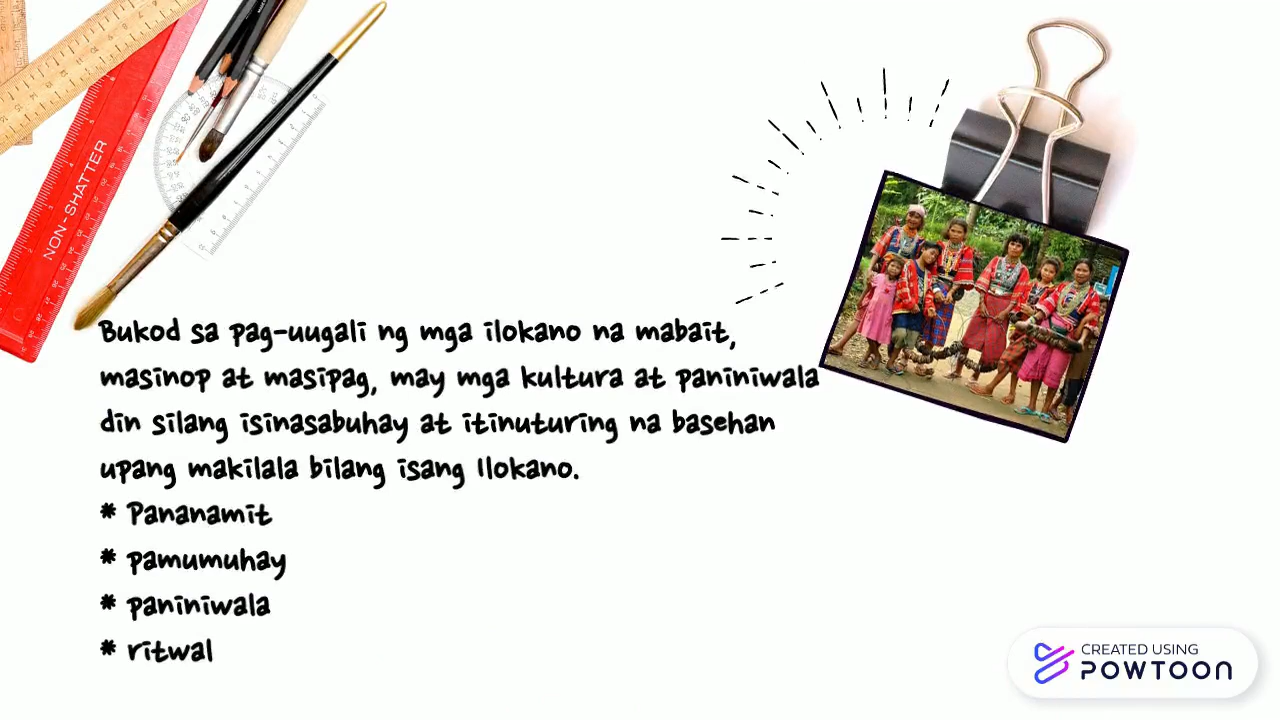 NON-SHATTER
Bukod sa pag-uugali ng mga ilokano na mabait,
masinop at masipag, may mga kultura at paniniwala
din silang isinasabuhay at itinuturing na basehan
upang makilala bilang isang Ilokano.
* Pananamit
* pamumuhay
* paniniwala
* ritwal
CREATED USING
POWTOON